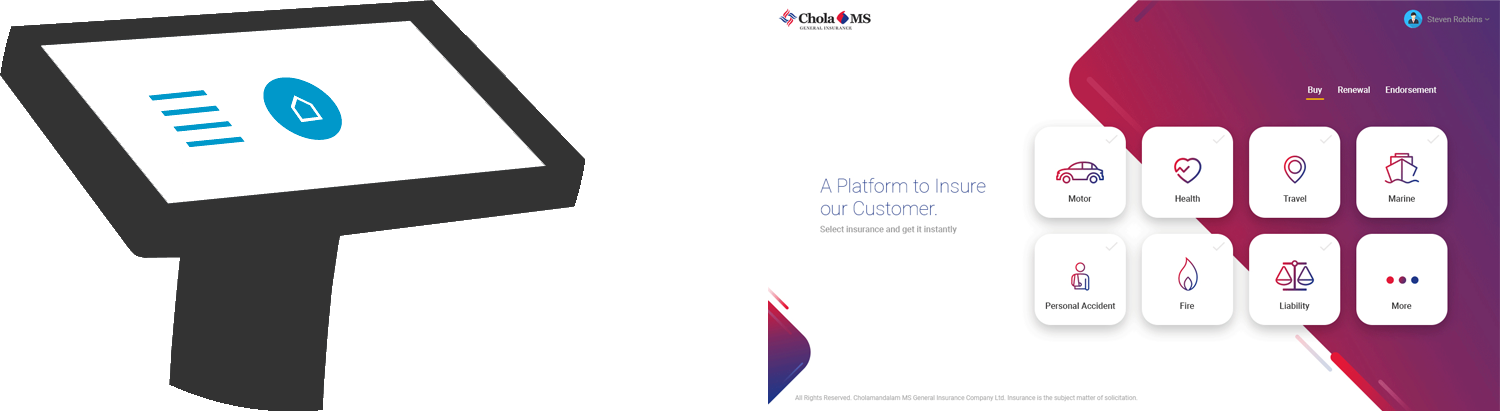 Chola MS
GENERAL INSURANCE
Steven Robbins
Buy Renewal Endorsement
A Platform to Insure
our Customer.
Select insurance and get it instantly
Motor
Health
Travel
Marine
Personal Accident
Fire
Liability
More
All Rights Reserved. Cholamandalam MS General Insurance Company Ltd. Insurance is the subject matter of solicitation.